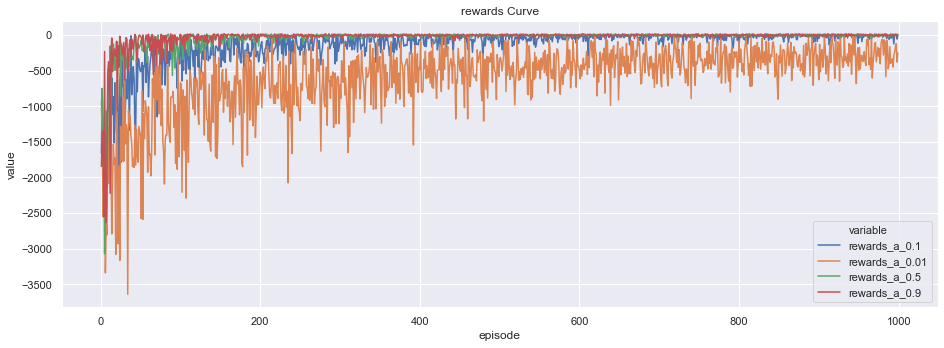 rewards Curve
0
−500
−1000
−1500
−2000
−2500
−3000
−3500
value
0
200
400
600
800
1000
episode
variable
rewards_a_0.1
rewards_a_0.01
rewards_a_0.5
rewards_a_0.9